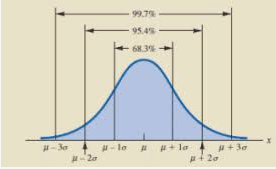 99.7%
95.4%
68.3%
μ – 3σ μ – 1σ μ μ + 1σ μ + 3σ x
μ – 2σ μ + 2σ